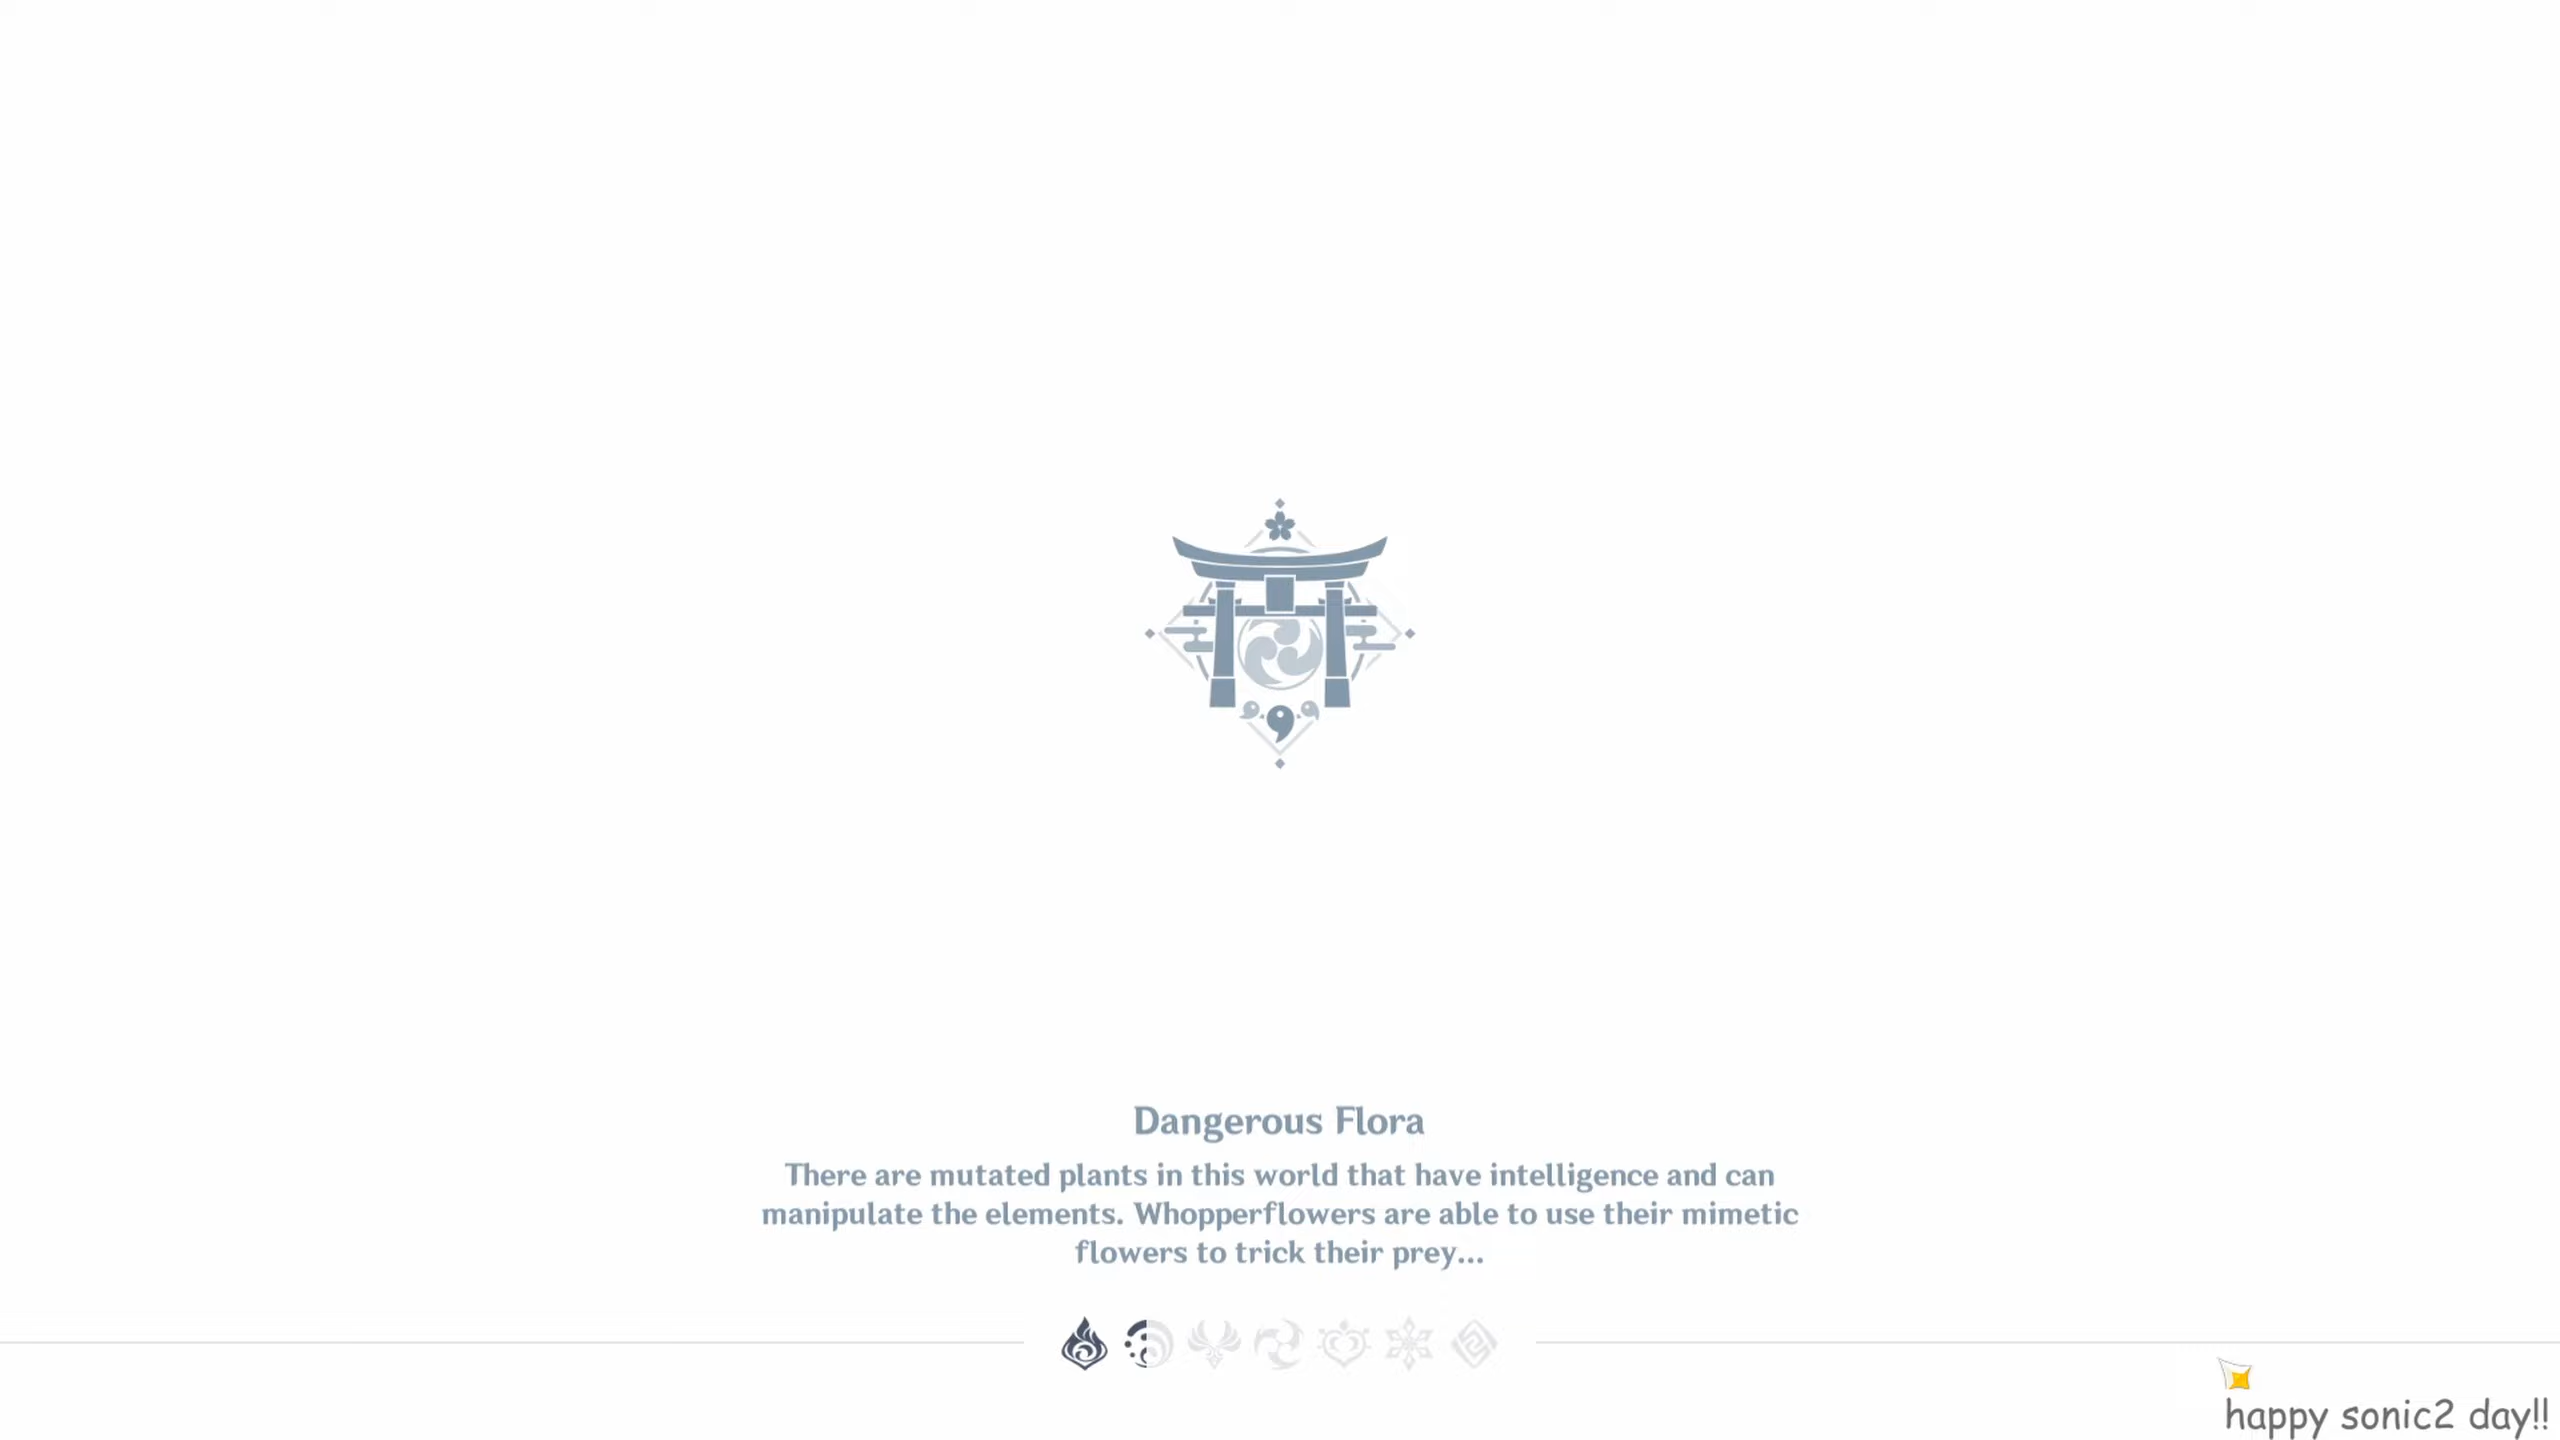 Dangerous Flora
There are mutated plants in this world that have intelligence and can
manipulate the elements. Whopperflowers are able to use their mimetic
flowers to trick their prey...
happy sonic2 day!!